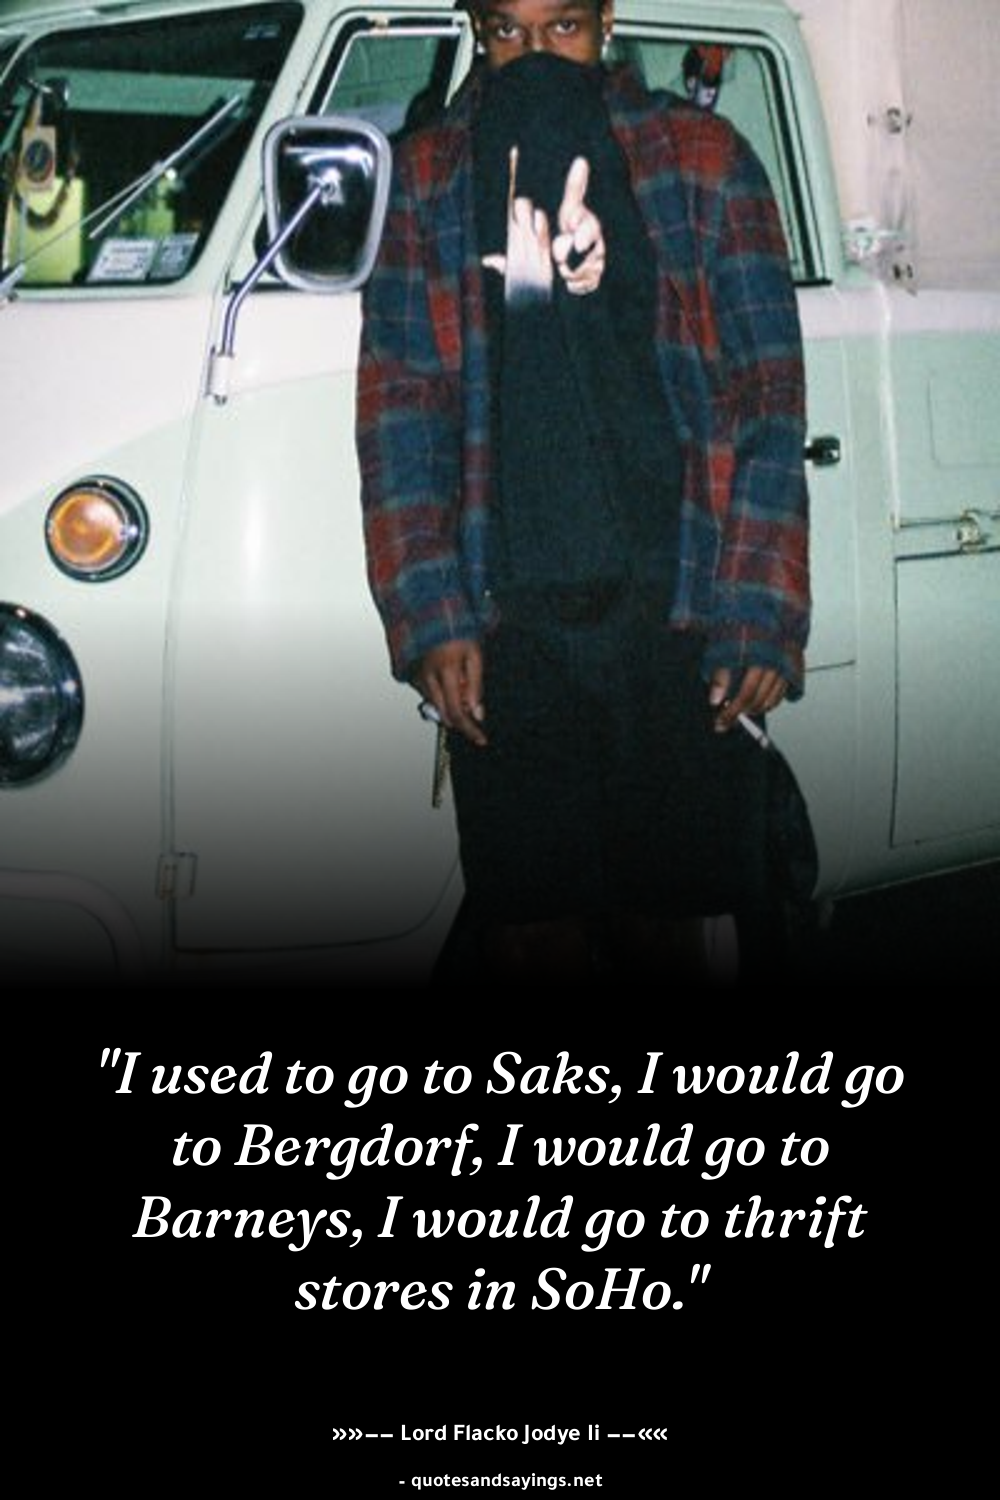 "I used to go to Saks, I would go
to Bergdorf, I would go to
Barneys, I would go to thrift
stores in SoHo."
»»–– Lord Flacko Jodye Ii ––««
- quotesandsayings.net